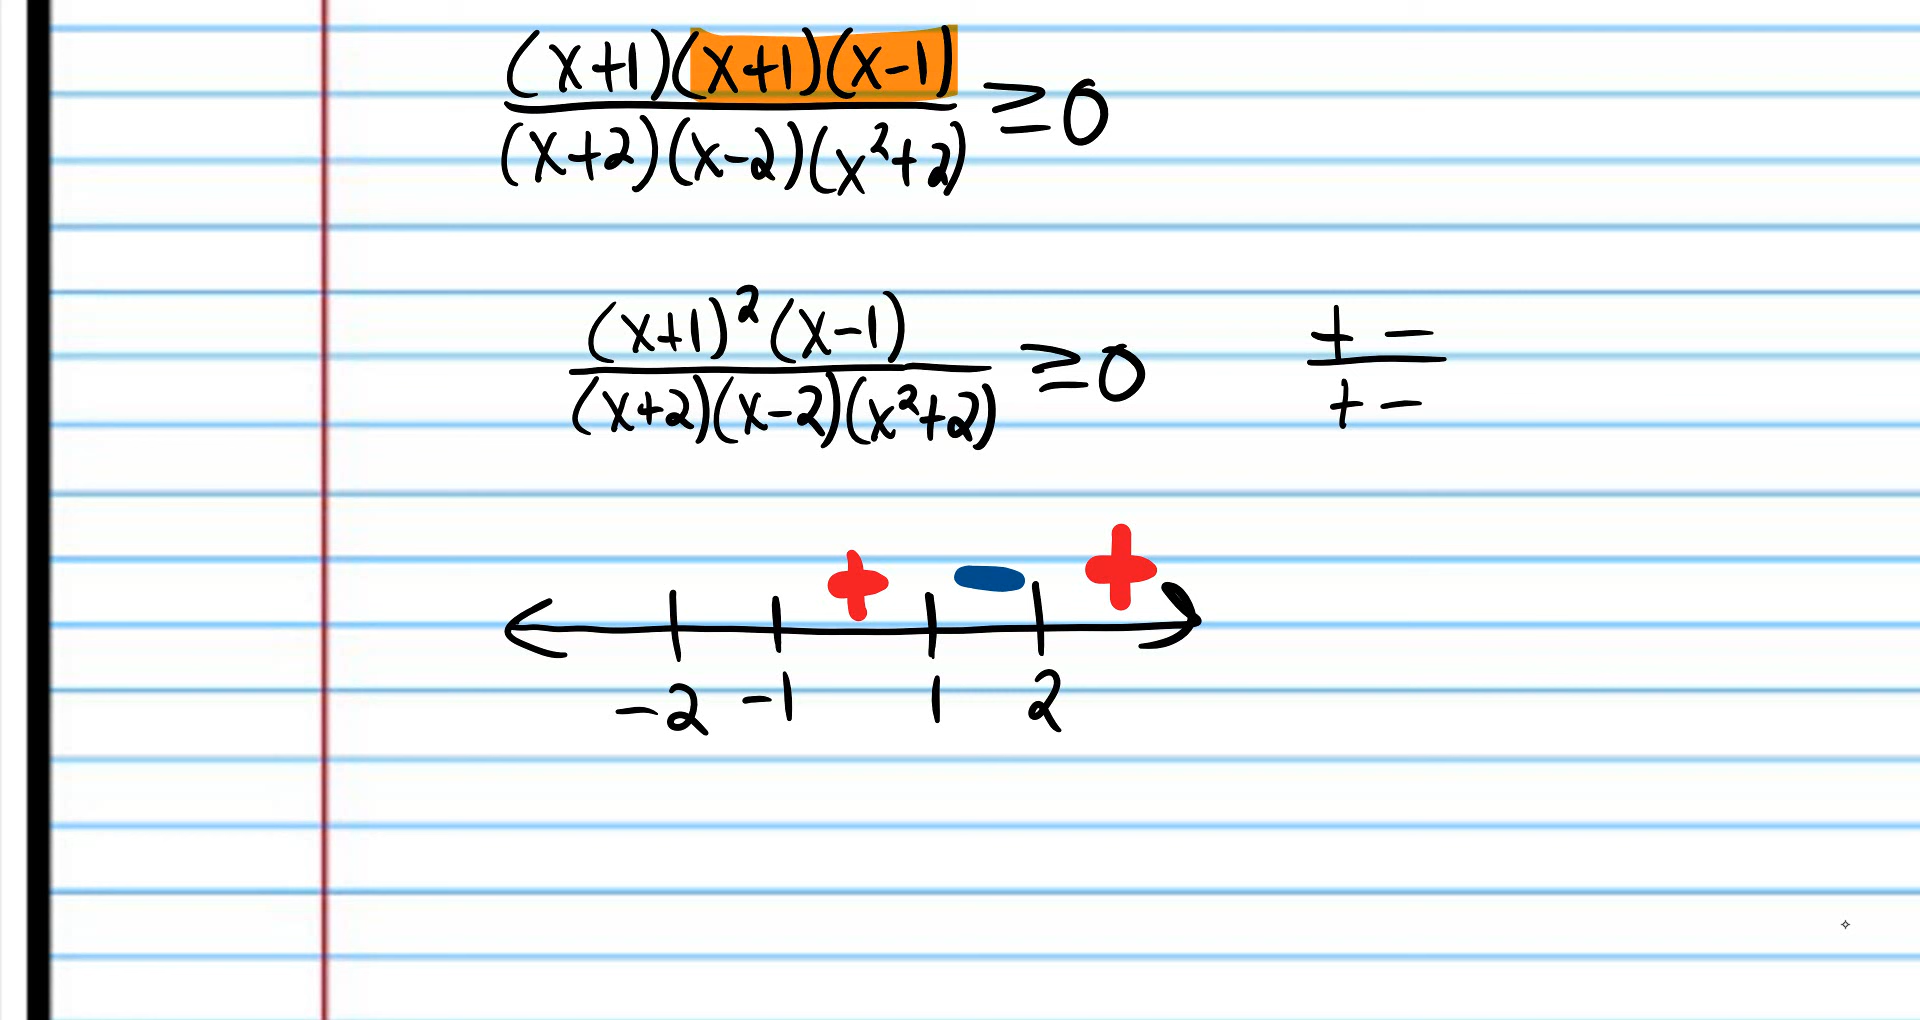 (x+1)(x+1)(x-1)
(x+2)(x-2)(x²+2) ≥0
(x+1)²(x-1)
(x+2)(x-2)(x²+2) ≥0
+ -
+ -
+ - +
-2 -1 1 2